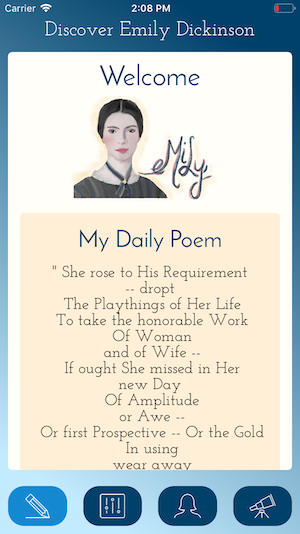 Carrier 2:08 PM
Discover Emily Dickinson
Welcome
eMiLy
My Daily Poem
" She rose to His Requirement
-- dropt
The Playthings of Her Life
To take the honorable Work
Of Woman
and of Wife --
If ought She missed in Her
new Day
Of Amplitude
or Awe --
Or first Prospective -- Or the Gold
In using
wear away